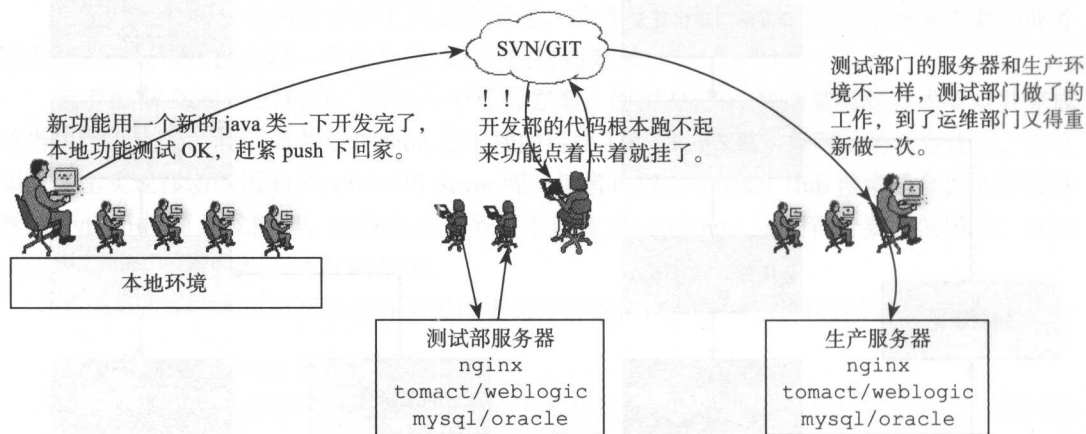 SVN/GIT
新功能用一个新的 java 类一下开发完了，
本地功能测试 OK，赶紧 push 下回家。
！！！
开发部的代码根本跑不起
来功能点着点着就挂了。
测试部门的服务器和生产环
境不一样，测试部门做了的
工作，到了运维部门又得重
新做一次。
本地环境
测试部服务器
nginx
tomact/weblogic
mysql/oracle
生产服务器
nginx
tomact/weblogic
mysql/oracle